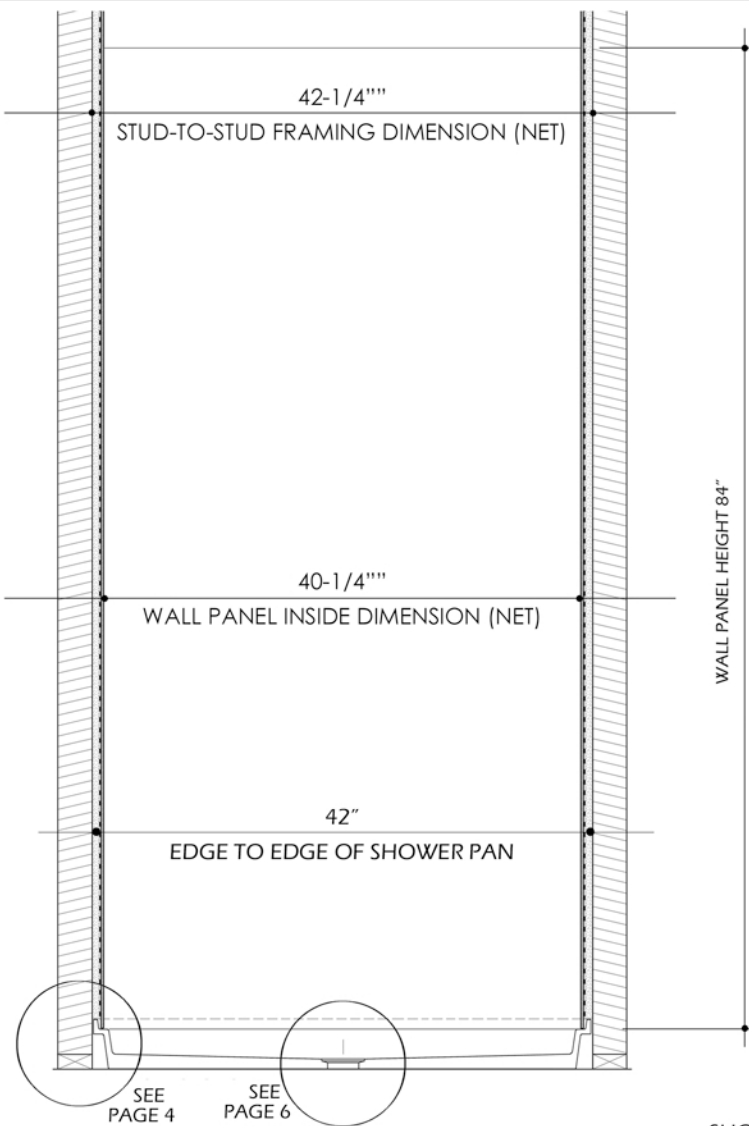 42-1/4""
STUD-TO-STUD FRAMING DIMENSION (NET)
40-1/4""
WALL PANEL INSIDE DIMENSION (NET)
WALL PANEL HEIGHT 84"
42"
EDGE TO EDGE OF SHOWER PAN
SEE
PAGE 4
SEE
PAGE 6